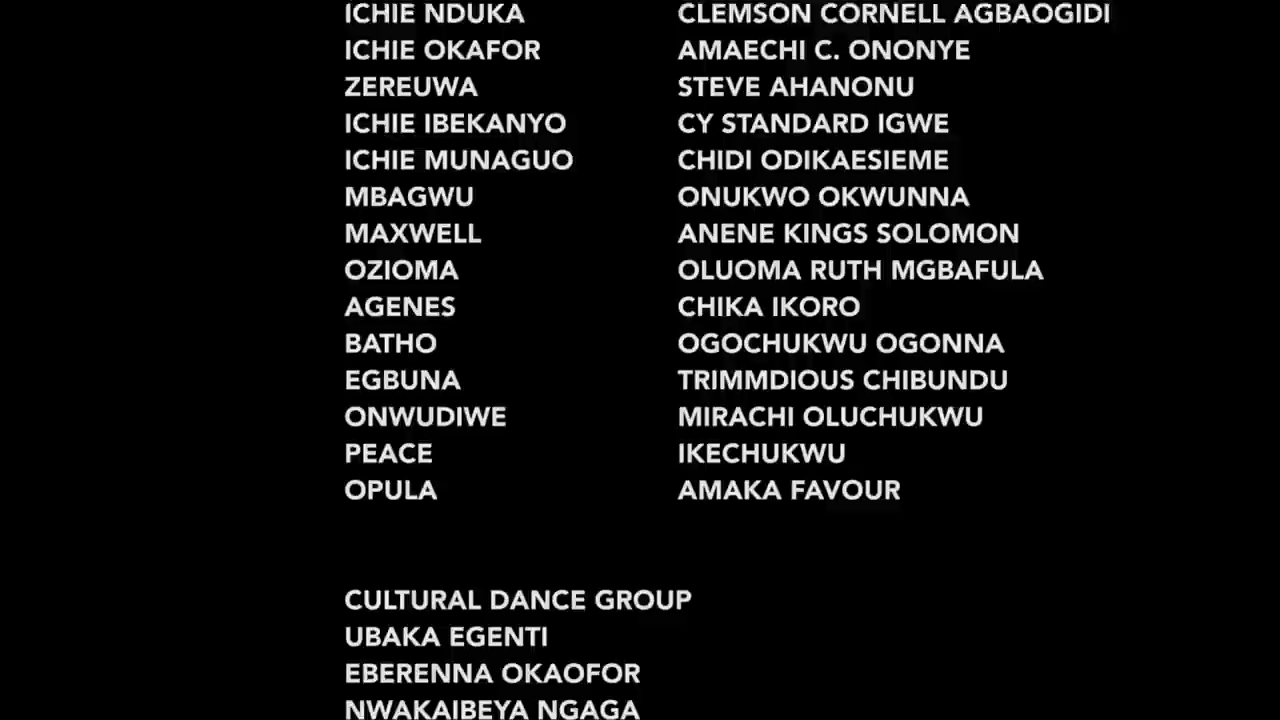 ICHIE NDUKA CLEMSON CORNELL AGBAOGIDI
ICHIE OKAFOR AMAECHI C. ONONYE
ZEREUWA STEVE AHANONU
ICHIE IBEKANYO CY STANDARD IGWE
ICHIE MUNAGUO CHIDI ODIKAESIEME
MBAGWU ONUKWO OKWUNNA
MAXWELL ANENE KINGS SOLOMON
OZIOMA OLUOMA RUTH MGBAFULA
AGENES CHIKA IKORO
BATHO OGOCHUKWU OGONNA
EGBUNA TRIMMDIOUS CHIBUNDU
ONWUDIWE MIRACHI OLUCHUKWU
PEACE IKECHUKWU
OPULA AMAKA FAVOUR
CULTURAL DANCE GROUP
UBAKA EGENTI
EBERENNA OKAOFOR
NWAKAIBEYA NGAGA